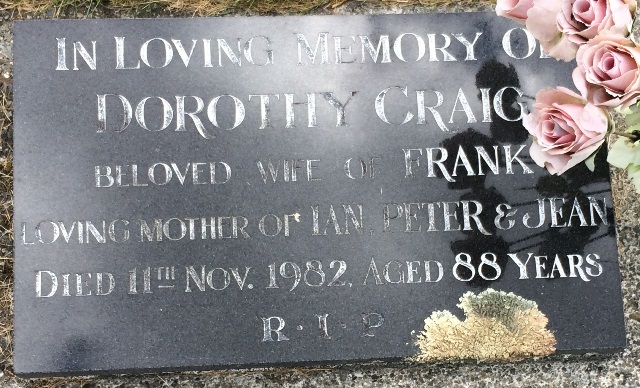 IN LOVING MEMORY OF
DOROTHY CRAIG
BELOVED WIFE OF FRANK
LOVING MOTHER OF IAN, PETER & JEAN
DIED 11TH NOV. 1982, AGED 88 YEARS
R·I·P